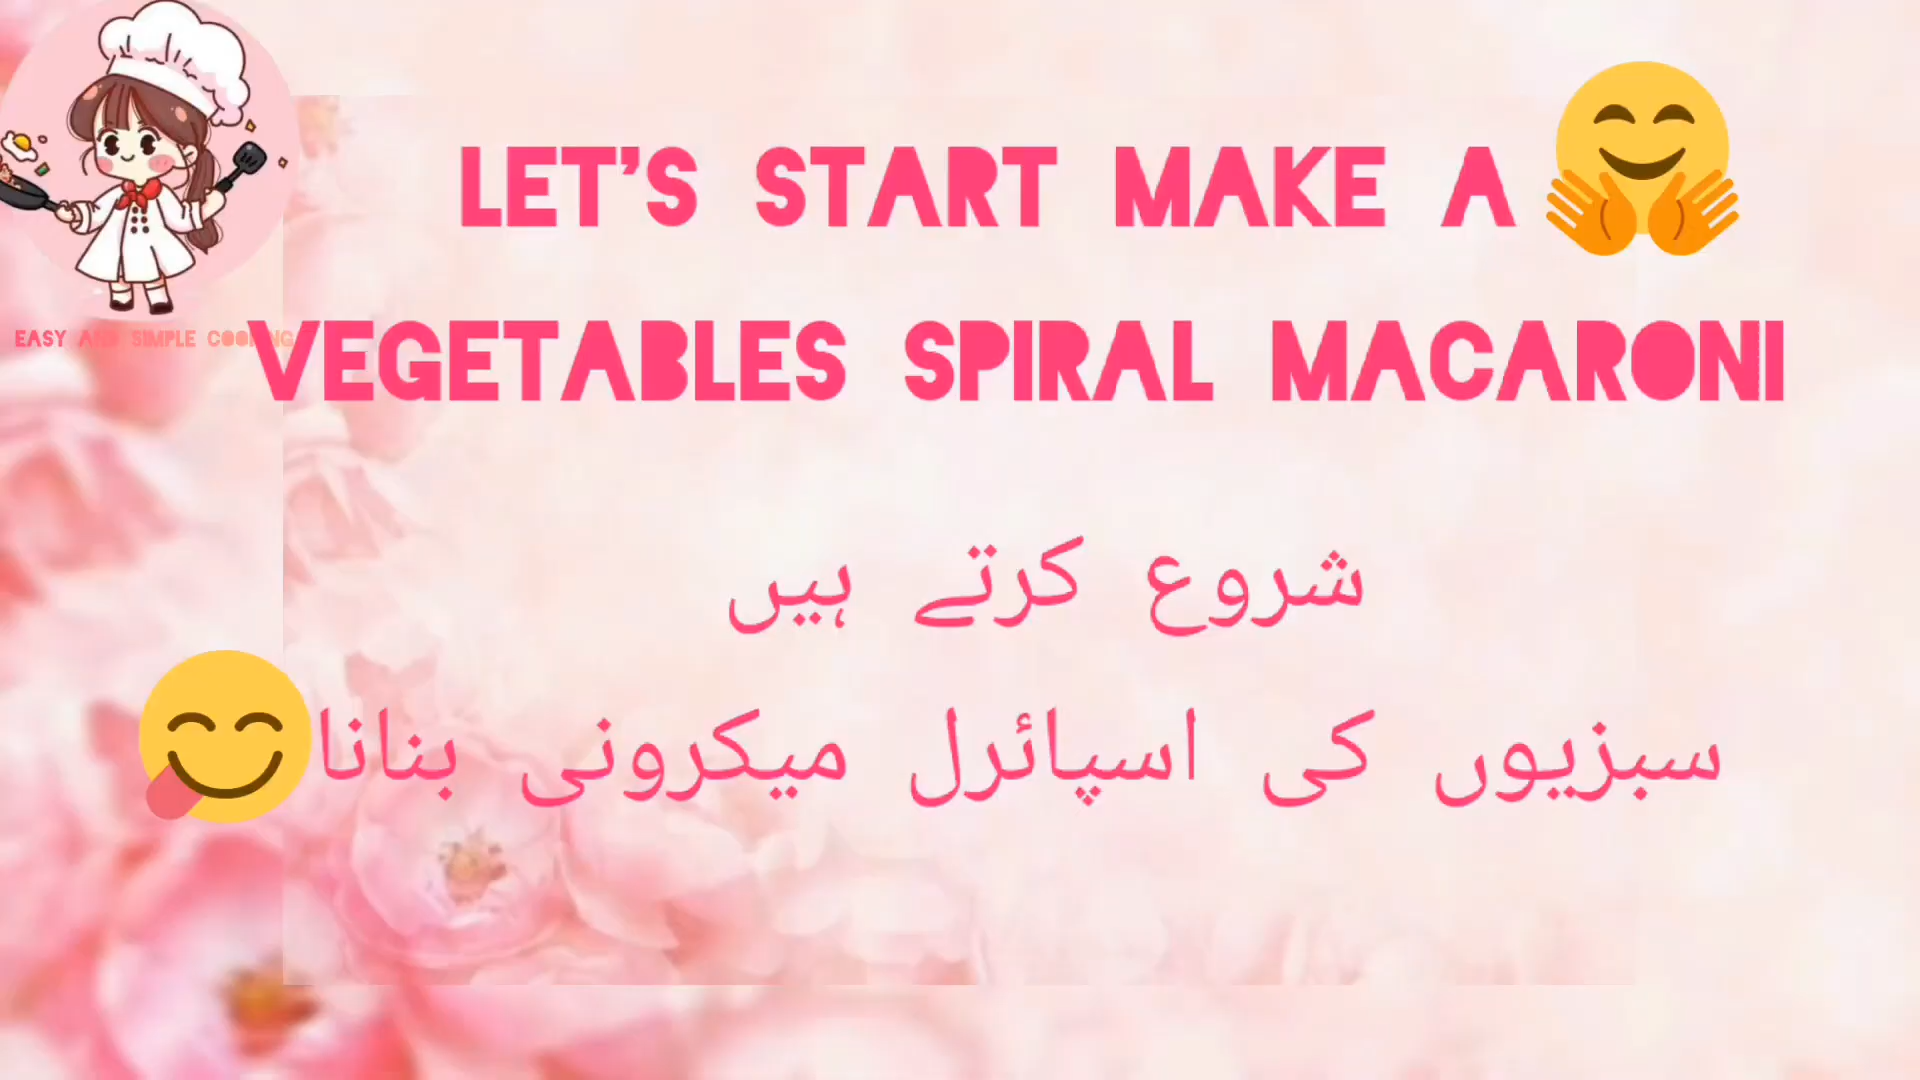 EASY AND SIMPLE COOKING
LET'S START MAKE A 🤗
VEGETABLES SPIRAL MACARONI
شروع کرتے ہیں
سبزیوں کی اسپائرل میکرونی بنانا😋